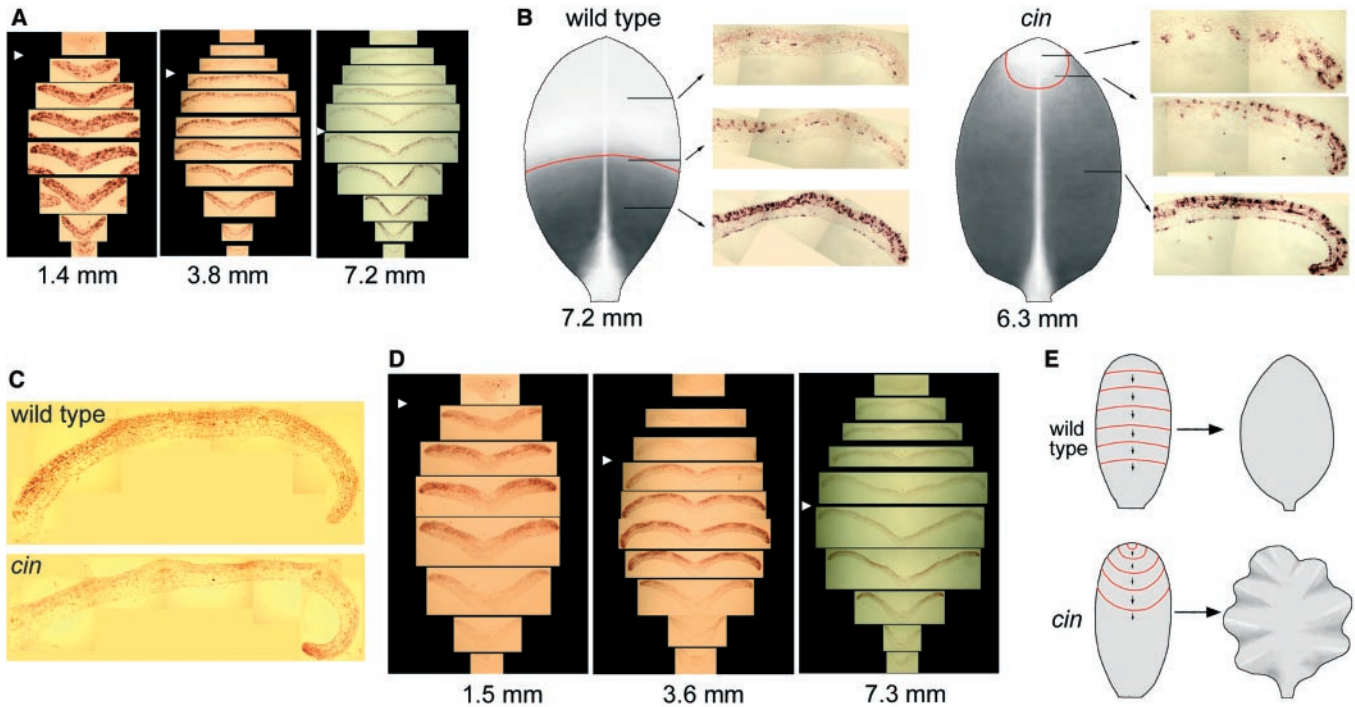 A
1.4 mm
3.8 mm
7.2 mm
B
wild type
7.2 mm
cin
6.3 mm
C
wild type
cin
D
1.5 mm
3.6 mm
7.3 mm
E
wild
type
cin